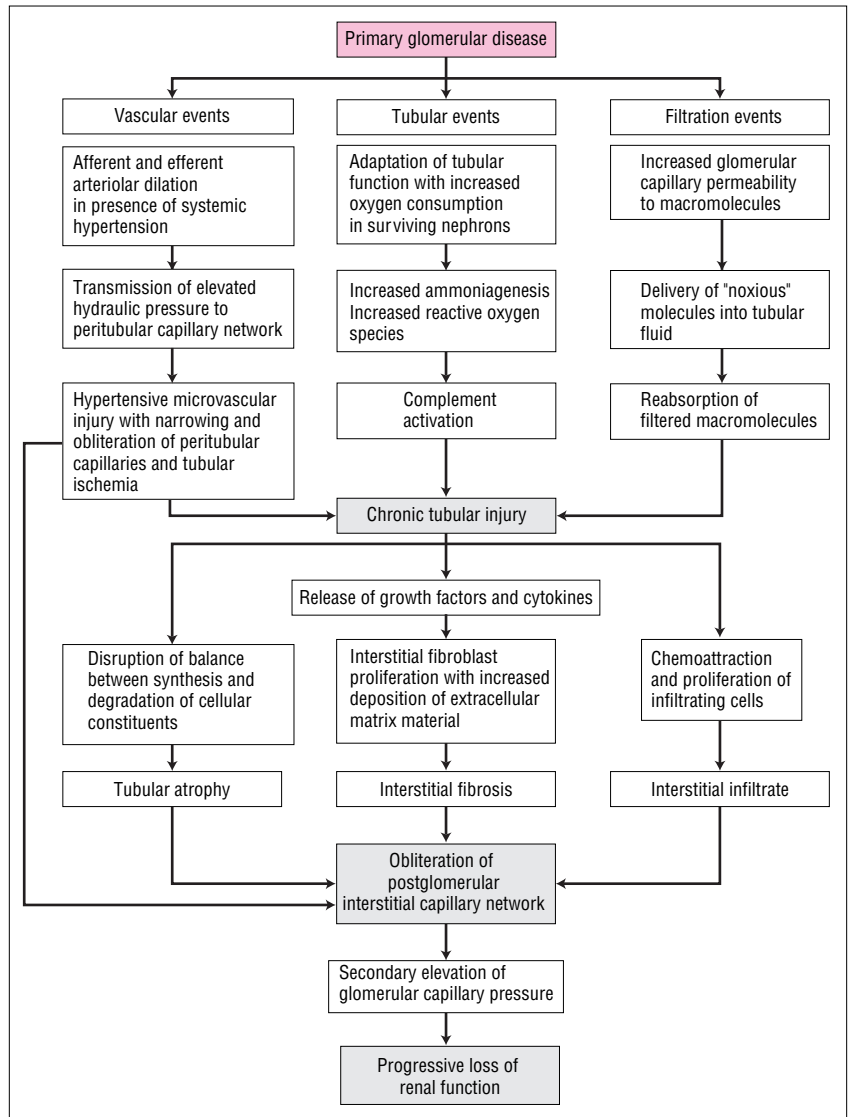 Primary glomerular disease
Vascular events
Tubular events
Filtration events
Afferent and efferent
arteriolar dilation
in presence of systemic
hypertension
Adaptation of tubular
function with increased
oxygen consumption
in surviving nephrons
Increased glomerular
capillary permeability
to macromolecules
Transmission of elevated
hydraulic pressure to
peritubular capillary network
Increased ammoniagenesis
Increased reactive oxygen
species
Delivery of "noxious"
molecules into tubular
fluid
Hypertensive microvascular
injury with narrowing and
obliteration of peritubular
capillaries and tubular
ischemia
Complement
activation
Reabsorption of
filtered macromolecules
Chronic tubular injury
Release of growth factors and cytokines
Disruption of balance
between synthesis and
degradation of cellular
constituents
Interstitial fibroblast
proliferation with increased
deposition of extracellular
matrix material
Chemoattraction
and proliferation of
infiltrating cells
Tubular atrophy
Interstitial fibrosis
Interstitial infiltrate
Obliteration of
postglomerular
interstitial capillary network
Secondary elevation of
glomerular capillary pressure
Progressive loss of
renal function